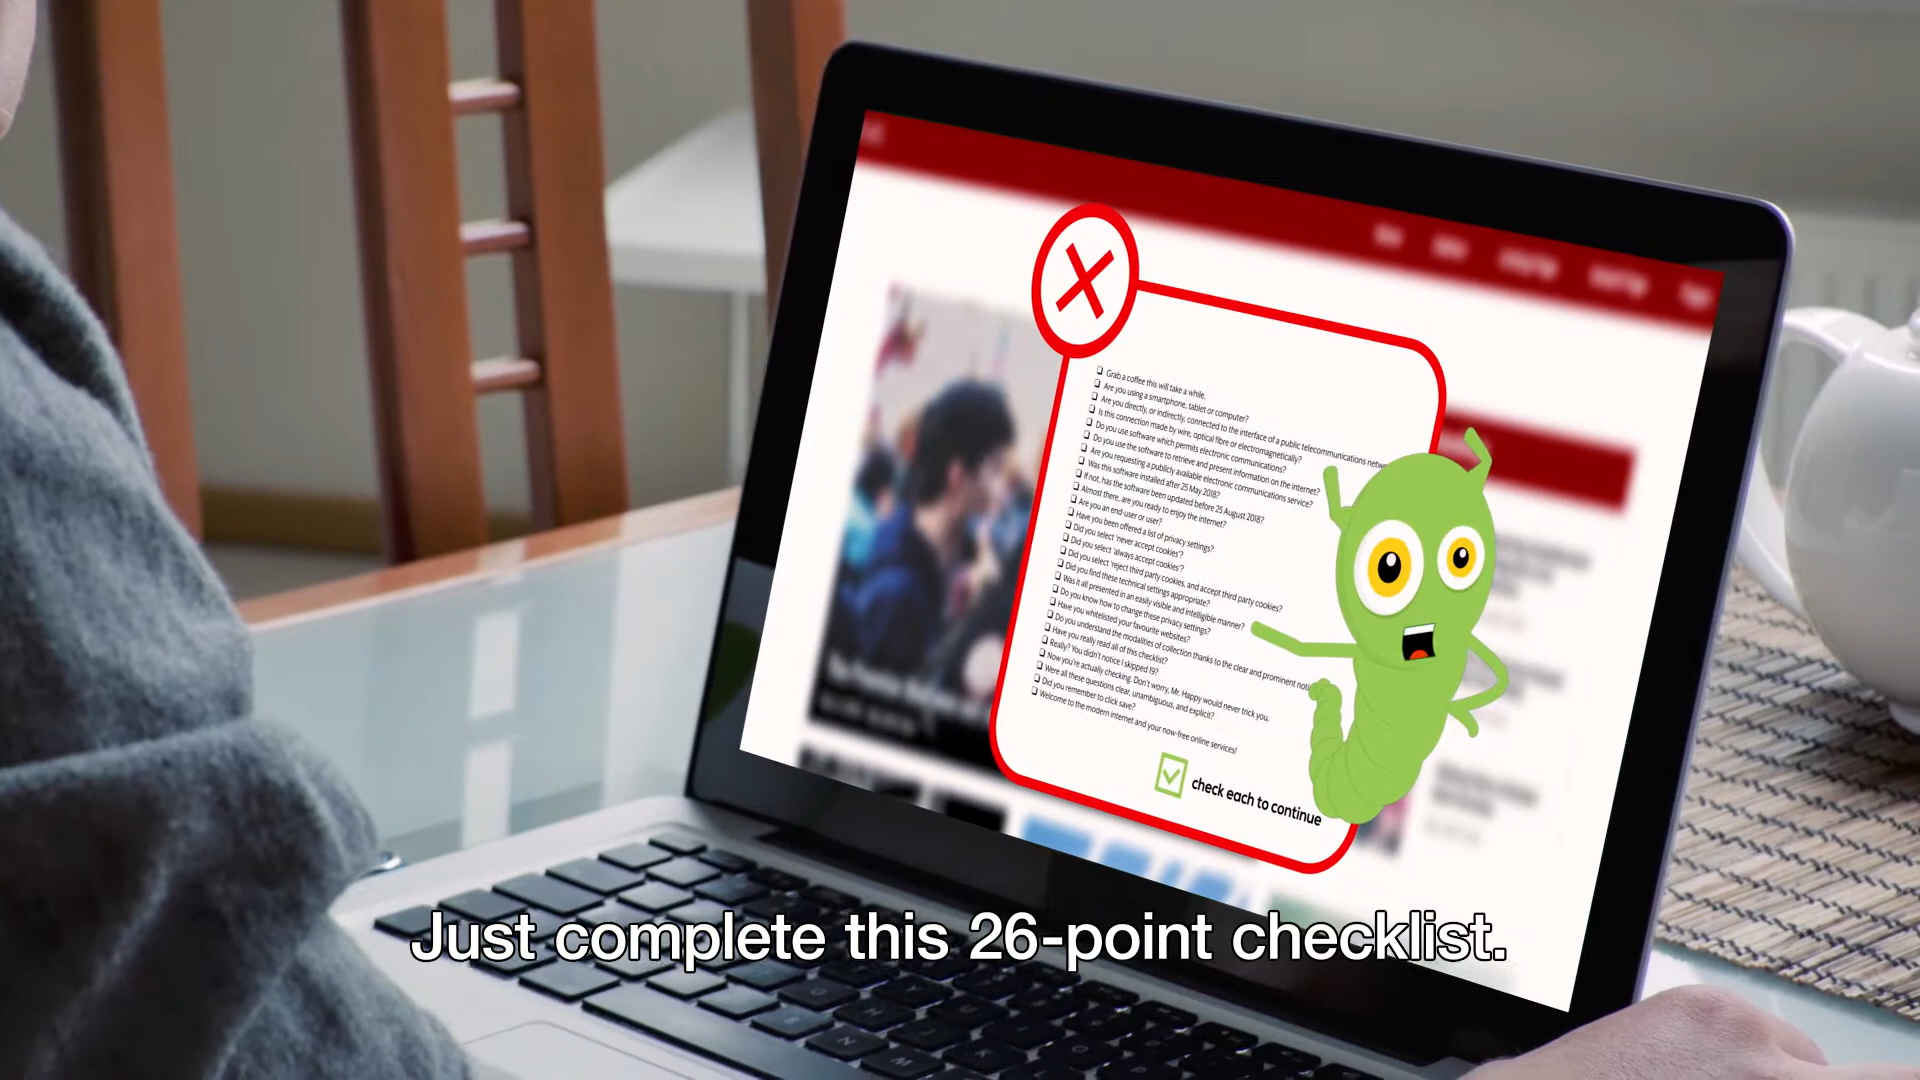 Grab a coffee this will take a while.
Are you using a smartphone, tablet or computer?
Are you directly, or indirectly, connected to the interface of a public telecommunications
Is this connection made by wire, optical fibre or electromagnetically?
Do you use software which permits electronic communications?
Do you use the software to retrieve and present information on the internet?
Are you requesting a publicly available electronic communications service?
Was this software installed after 25 May 2018?
If not, has the software been updated before 25 August 2018?
Almost there, are you ready to enjoy the internet?
Are you an end-user or user?
Have you been offered a list of privacy settings?
Did you select 'never accept cookies'?
Did you select 'always accept cookies'?
Did you select 'reject third party cookies, and accept third party cookies?
Did you find these technical settings appropriate?
Was it all presented in an easily visible and intelligible manner?
Do you know how to change these privacy settings?
Have you whitelisted your favourite websites?
Do you understand the modalities of collection thanks to the clear and prominent
Have you really read all of this checklist?
Really? You didn't notice I skipped 19?
Now you're actually checking. Don't worry, Mr. Happy would never trick you.
Were all these questions clear, unambiguous, and explicit?
Did you remember to click save?
Welcome to the modern internet and your now-free online services!
check each to continue
Just complete this 26-point checklist.